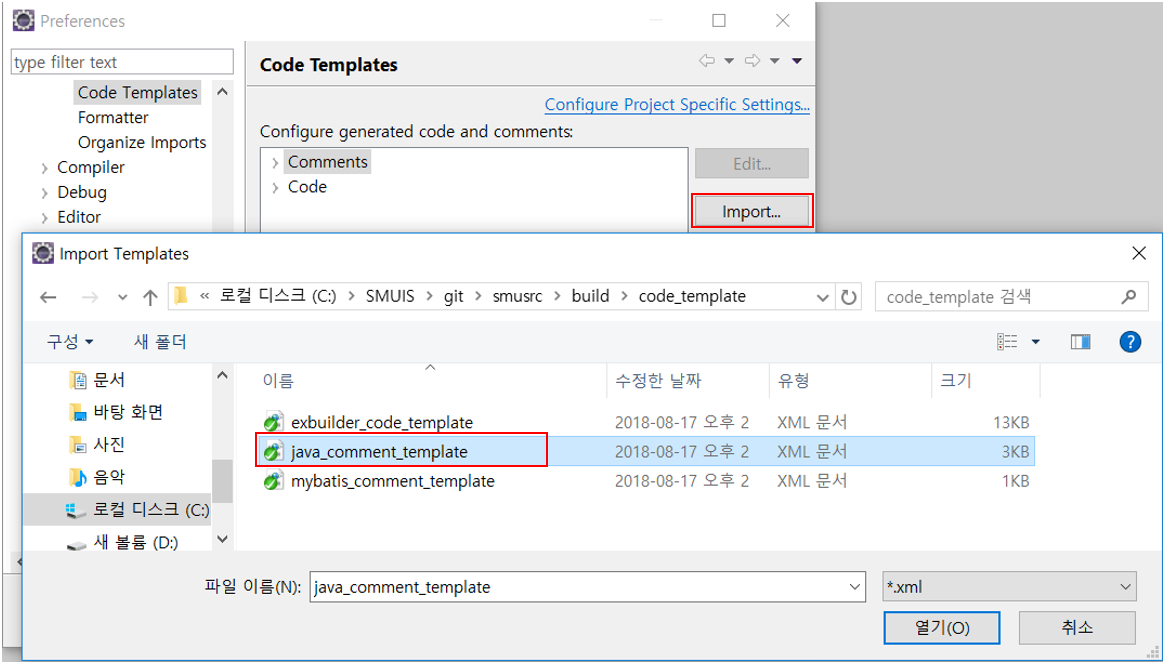 Preferences
type filter text
Code Templates
Code Templates
Configure Project Specific Settings...
Formatter
Organize Imports
Configure generated code and comments:
Compiler
Comments
Edit...
Debug
Code
Editor
Import...
Import Templates
« 로컬 디스크 (C:) > SMUIS > git > smusrc > build > code_template
code_template 검색
구성
새 폴더
?
문서
바탕 화면
사진
음악
로컬 디스크 (C:)
새 볼륨 (D:)
이름 수정한 날짜 유형 크기
exbuilder_code_template 2018-08-17 오후 2 XML 문서 13KB
java_comment_template 2018-08-17 오후 2 XML 문서 3KB
mybatis_comment_template 2018-08-17 오후 2 XML 문서 1KB
파일 이름(N): java_comment_template *.xml
열기(O) 취소